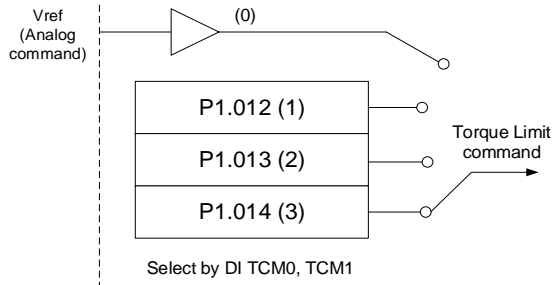 Vref
(Analog
command)
(0)
P1.012 (1)
P1.013 (2)
P1.014 (3)
Torque Limit
command
Select by DI TCM0, TCM1